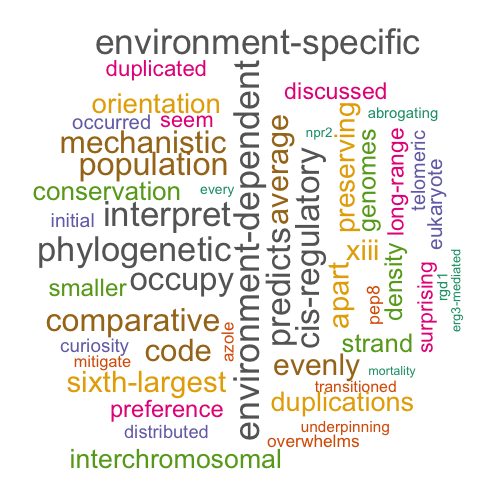 environment-specific
duplicated
discussed
orientation
abrogating
occurred
seem
npr2
mechanistic
population
conservation
every
initial
interpret
phylogenetic
occupy
smaller
comparative
curiosity
code
mitigate
azole
sixth-largest
preference
distributed
interchromosomal
environment-dependent
average
predicts
cis-regulatory
preserving
genomes
long-range
telomeric
eukaryote
xiii
apart
pep8
density
surprising
rgd1
erg3-mediated
strand
evenly
mortality
transitioned
duplications
underpinning
overwhelms